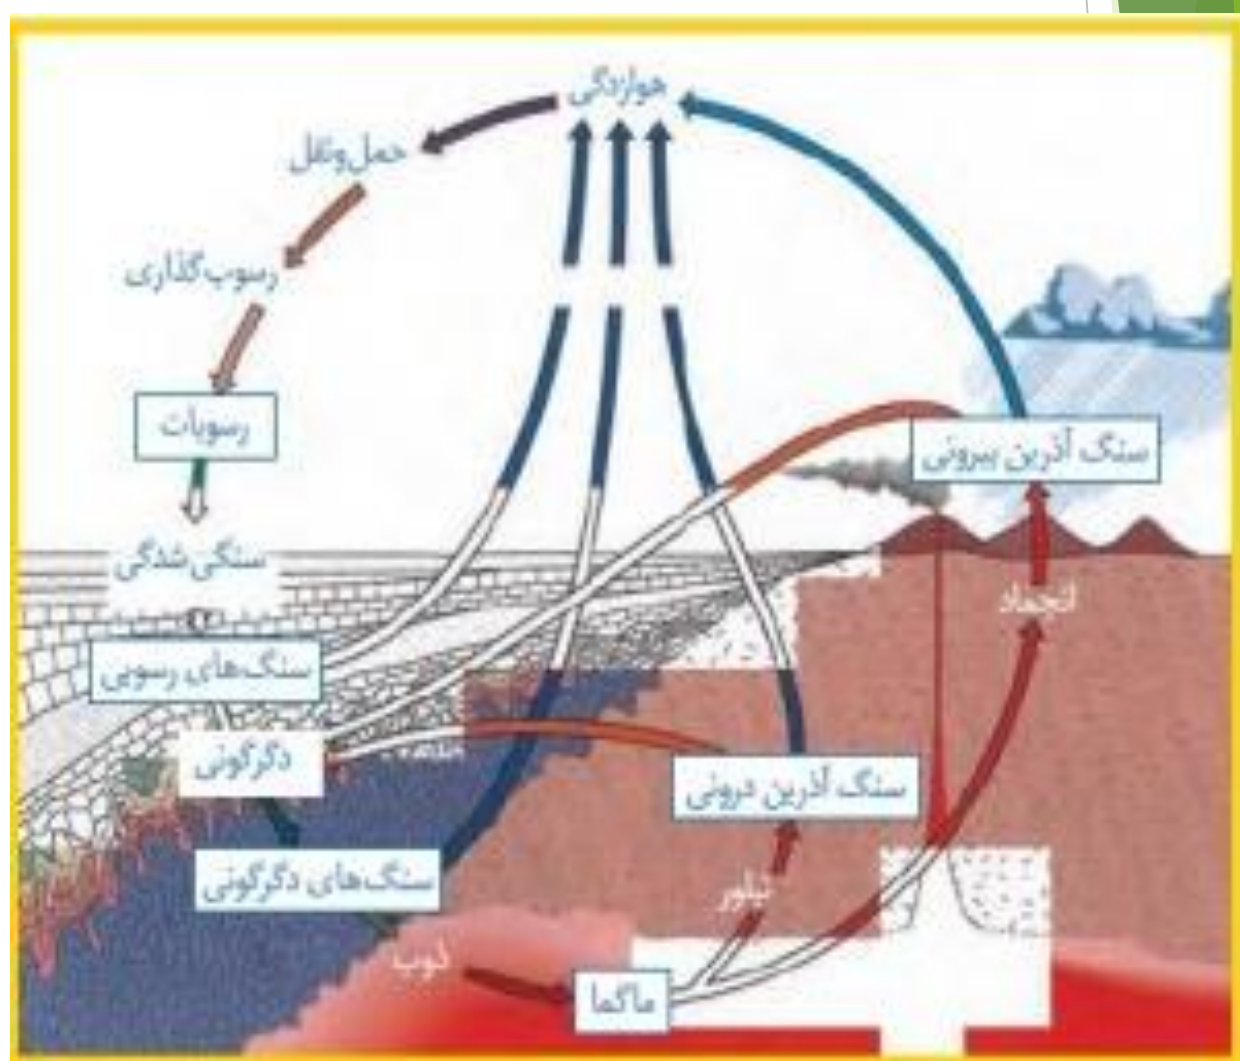 هوازدگی
حمل‌ونقل
رسوب‌گذاری
رسوبات
سنگ آذرین بیرونی
سنگی‌شدگی
انجماد
سنگ‌های رسوبی
دگرگونی
سنگ آذرین درونی
سنگ‌های دگرگونی
تبلور
ذوب
ماگما